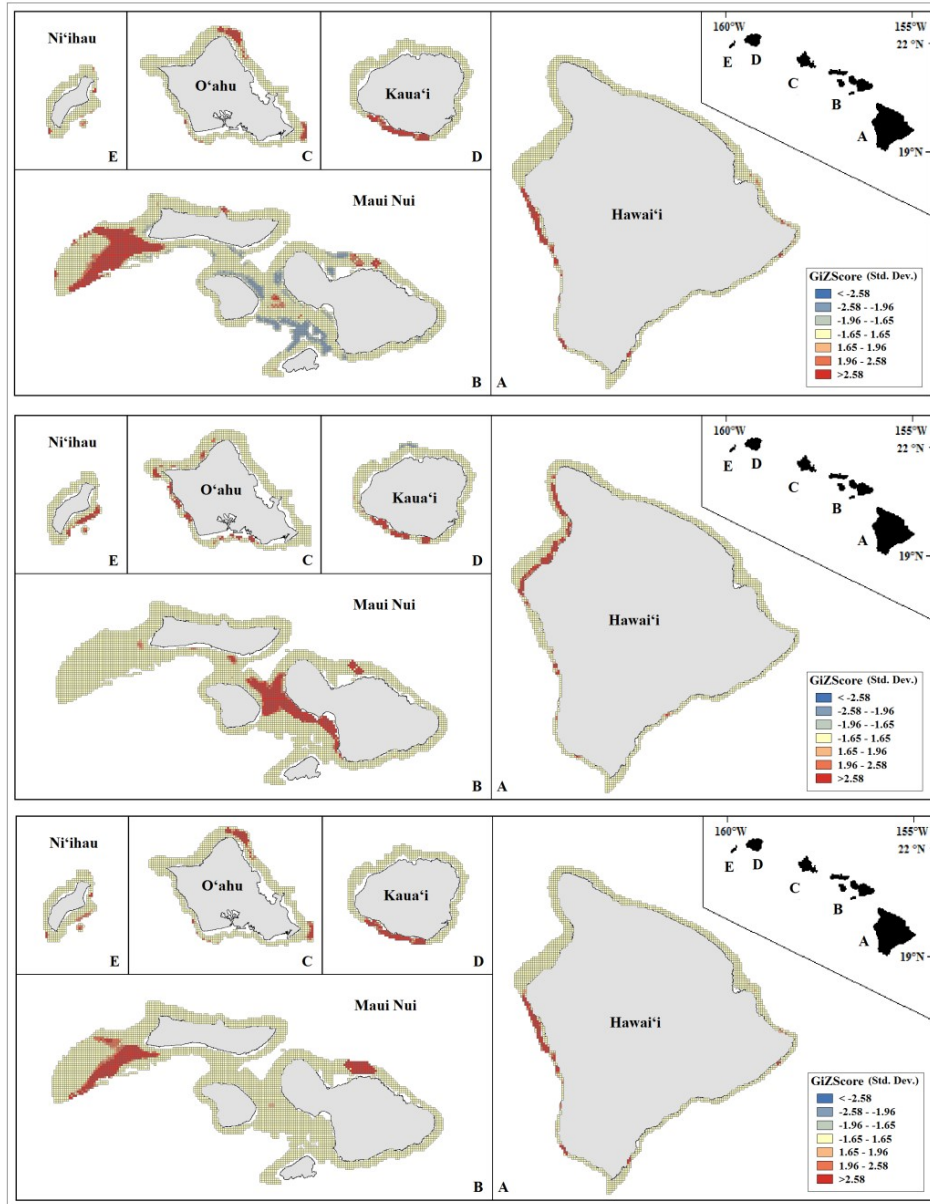 Ni‘ihau
E
O‘ahu
C
Kaua‘i
D
Maui Nui
B
Hawai‘i
A
160°W
155°W
22 °N
E
D
C
B
A
19°N
GiZScore (Std. Dev.)
< -2.58
-2.58 - -1.96
-1.96 - -1.65
-1.65 - 1.65
1.65 - 1.96
1.96 - 2.58
>2.58
Ni‘ihau
E
O‘ahu
C
Kaua‘i
D
Maui Nui
B
Hawai‘i
A
160°W
155°W
22 °N
E
D
C
B
A
19°N
GiZScore (Std. Dev.)
< -2.58
-2.58 - -1.96
-1.96 - -1.65
-1.65 - 1.65
1.65 - 1.96
1.96 - 2.58
>2.58
Ni‘ihau
E
O‘ahu
C
Kaua‘i
D
Maui Nui
B
Hawai‘i
A
160°W
155°W
22 °N
E
D
C
B
A
19°N
GiZScore (Std. Dev.)
< -2.58
-2.58 - -1.96
-1.96 - -1.65
-1.65 - 1.65
1.65 - 1.96
1.96 - 2.58
>2.58